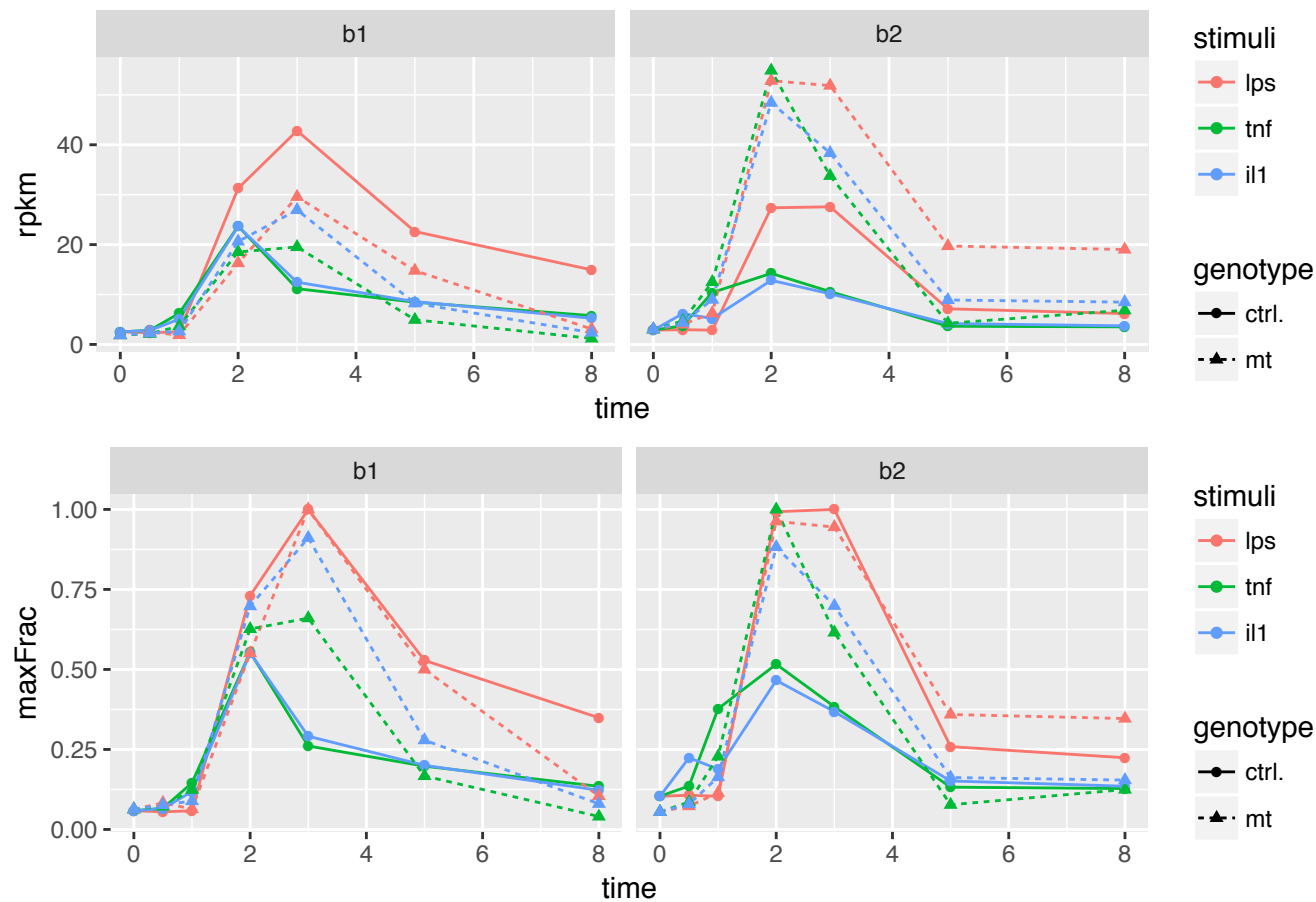 b1 b2
stimuli
lps
tnf
il1
genotype
ctrl.
mt
rpkm
40
20
0
0 2 4 6 8 0 2 4 6 8
time
b1 b2
stimuli
lps
tnf
il1
genotype
ctrl.
mt
maxFrac
1.00
0.75
0.50
0.25
0.00
0 2 4 6 8 0 2 4 6 8
time